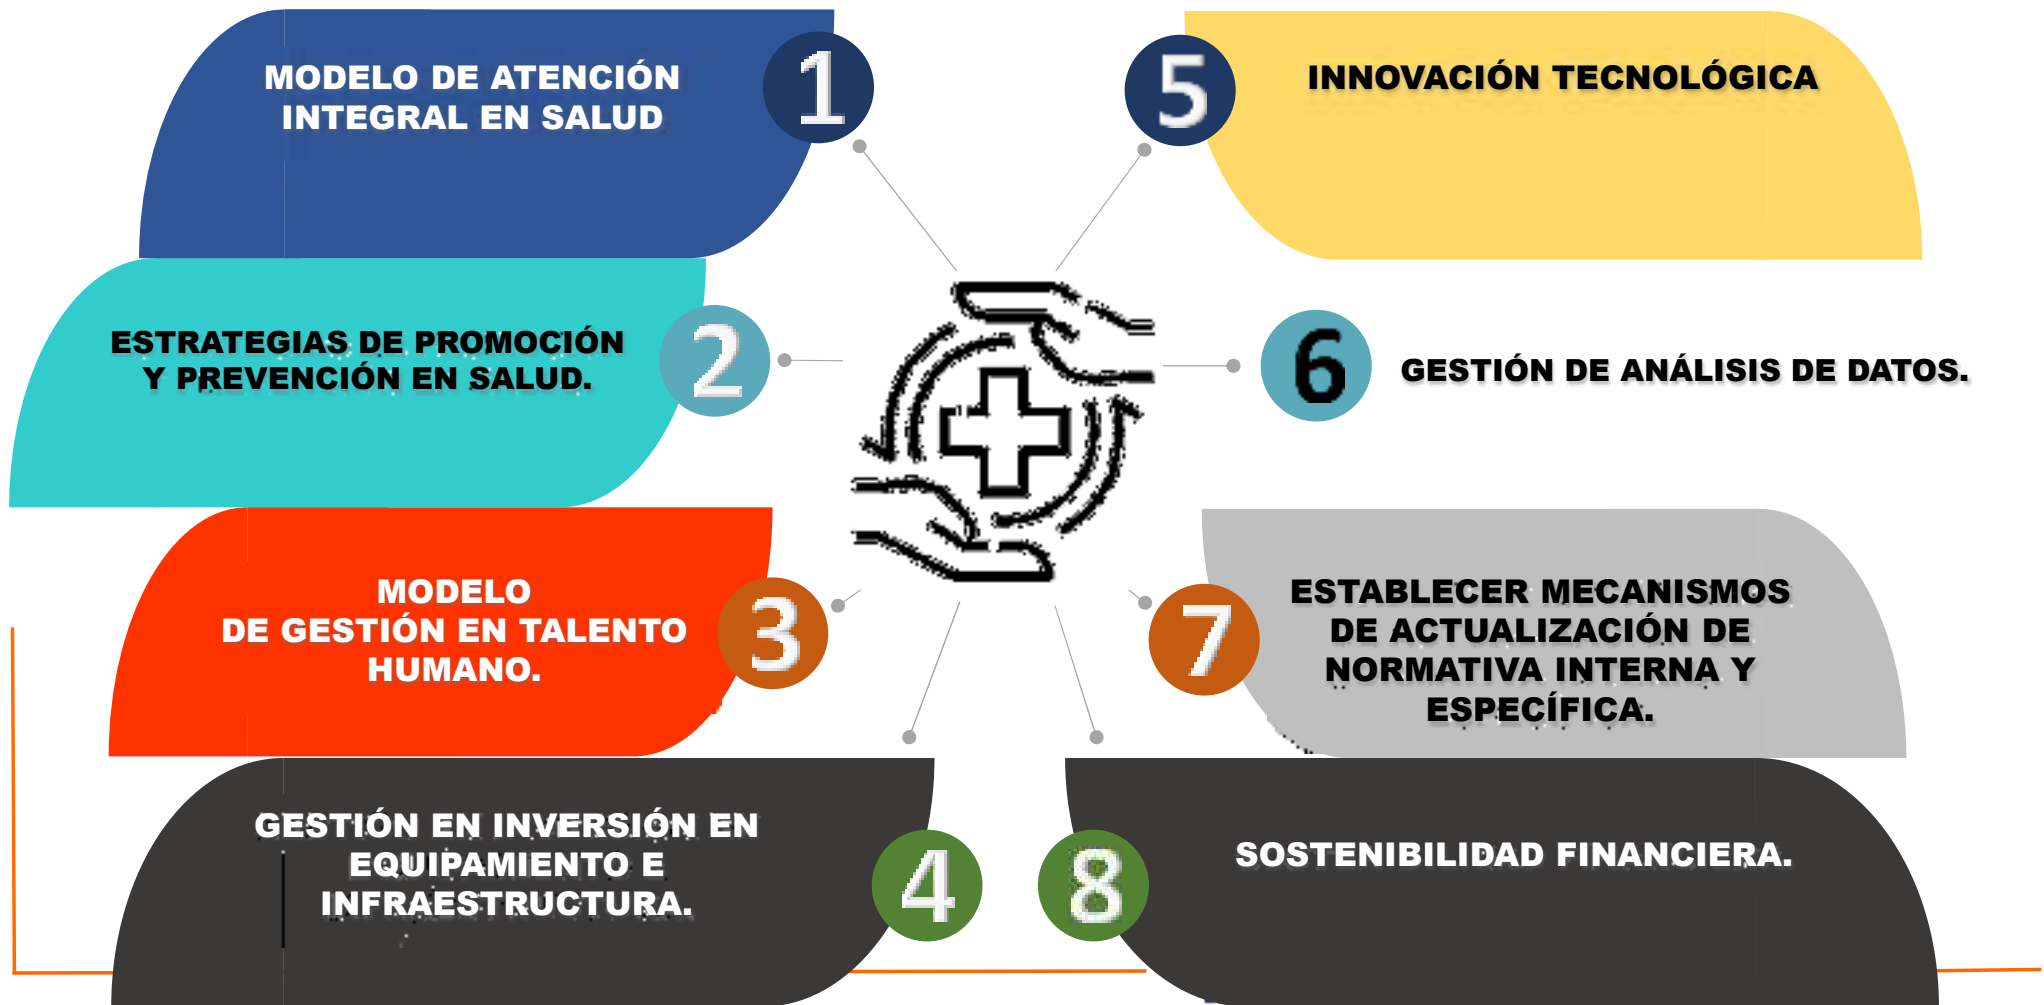 1
MODELO DE ATENCIÓN
INTEGRAL EN SALUD
2
ESTRATEGIAS DE PROMOCIÓN
Y PREVENCIÓN EN SALUD.
3
MODELO
DE GESTIÓN EN TALENTO
HUMANO.
4
GESTIÓN EN INVERSIÓN EN
EQUIPAMIENTO E
INFRAESTRUCTURA.
5
INNOVACIÓN TECNOLÓGICA
6
GESTIÓN DE ANÁLISIS DE DATOS.
7
ESTABLECER MECANISMOS
DE ACTUALIZACIÓN DE
NORMATIVA INTERNA Y
ESPECÍFICA.
8
SOSTENIBILIDAD FINANCIERA.